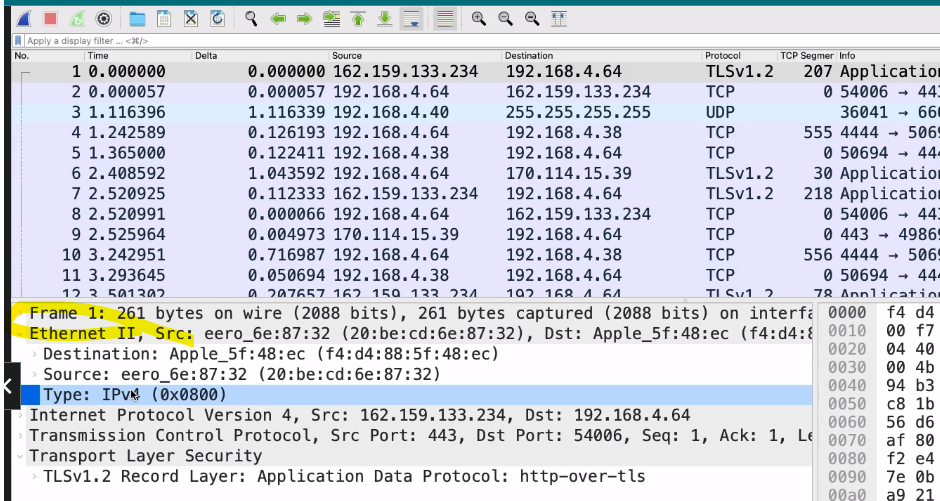 Apply a display filter ... <⌘/>
No. Time Delta Source Destination Protocol TCP Segmer Info
1 0.000000 0.000000 162.159.133.234 192.168.4.64 TLSv1.2 207 Application
2 0.000057 0.000057 192.168.4.64 162.159.133.234 TCP 0 54006 → 443
3 1.116396 1.116339 192.168.4.40 255.255.255.255 UDP 36041 → 666
4 1.242589 0.126193 192.168.4.64 192.168.4.38 TCP 555 4444 → 5069
5 1.365000 0.122411 192.168.4.38 192.168.4.64 TCP 0 50694 → 444
6 2.408592 1.043592 192.168.4.64 170.114.15.39 TLSv1.2 30 Application
7 2.520925 0.112333 162.159.133.234 192.168.4.64 TLSv1.2 218 Application
8 2.520991 0.000066 192.168.4.64 162.159.133.234 TCP 0 54006 → 443
9 2.525964 0.004973 170.114.15.39 192.168.4.64 TCP 0 443 → 49869
10 3.242951 0.716987 192.168.4.64 192.168.4.38 TCP 556 4444 → 5069
11 3.293645 0.050694 192.168.4.38 192.168.4.64 TCP 0 50694 → 444
12 3.501302 0.207657 162.159.133.234 192.168.4.64 TLSv1.2 78 Application
Frame 1: 261 bytes on wire (2088 bits), 261 bytes captured (2088 bits) on interfa
Ethernet II, Src: eero_6e:87:32 (20:be:cd:6e:87:32), Dst: Apple_5f:48:ec (f4:d4:8
Destination: Apple_5f:48:ec (f4:d4:88:5f:48:ec)
Source: eero_6e:87:32 (20:be:cd:6e:87:32)
Type: IPv4 (0x0800)
Internet Protocol Version 4, Src: 162.159.133.234, Dst: 192.168.4.64
Transmission Control Protocol, Src Port: 443, Dst Port: 54006, Seq: 1, Ack: 1, Le
Transport Layer Security
TLSv1.2 Record Layer: Application Data Protocol: http-over-tls
0000 f4 d4
0010 00 f7
0020 04 40
0030 00 4b
0040 94 b3
0050 c8 1b
0060 56 d6
0070 af 80
0080 f2 e4
0090 7e 0b
00a0 a9 21